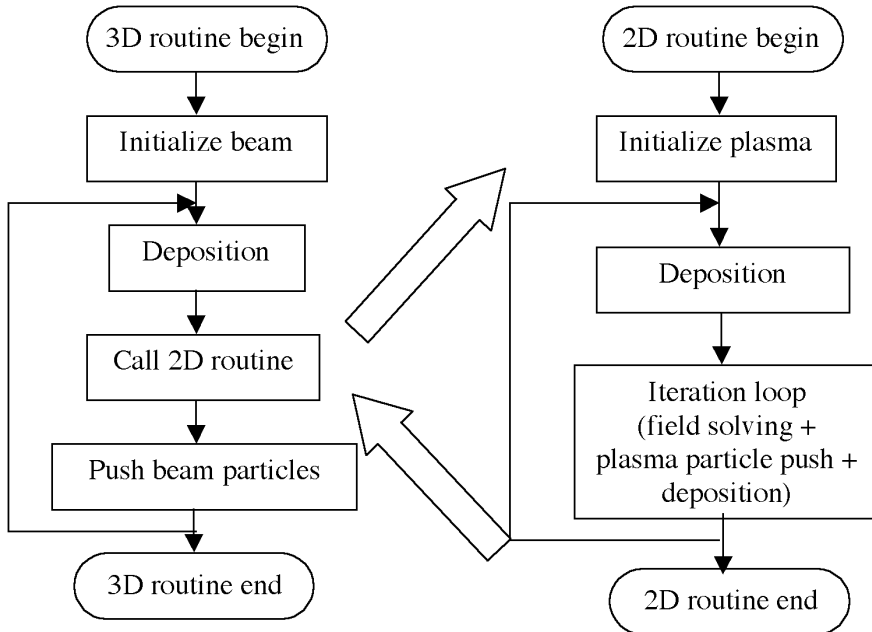 3D routine begin
Initialize beam
Deposition
Call 2D routine
Push beam particles
3D routine end
2D routine begin
Initialize plasma
Deposition
Iteration loop
(field solving +
plasma particle push +
deposition)
2D routine end